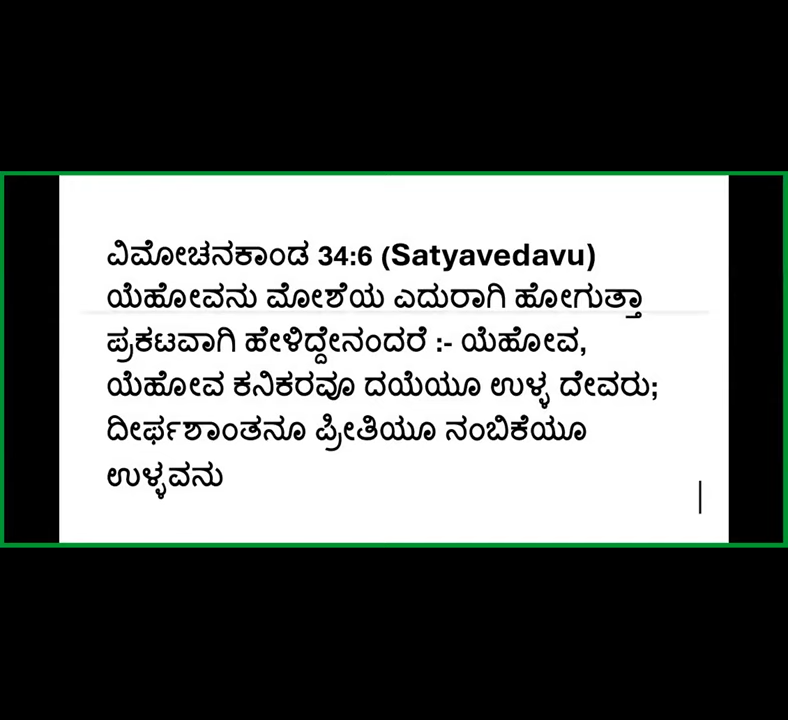 ವಿಮೋಚನಕಾಂಡ 34:6 (Satyavedavu)
ಯೆಹೋವನು ಮೋಶೆಯ ಎದುರಾಗಿ ಹೋಗುತ್ತಾ
ಪ್ರಕಟವಾಗಿ ಹೇಳಿದ್ದೇನಂದರೆ :- ಯೆಹೋವ,
ಯೆಹೋವ ಕನಿಕರವೂ ದಯೆಯೂ ಉಳ್ಳ ದೇವರು;
ದೀರ್ಘಶಾಂತನೂ ಪ್ರೀತಿಯೂ ನಂಬಿಕೆಯೂ
ಉಳ್ಳವನು